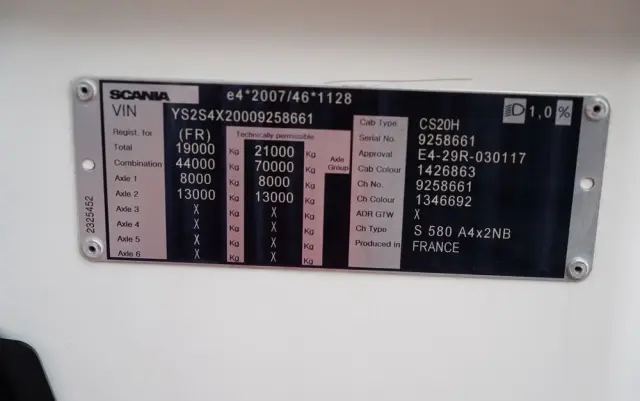 SCANIA e4*2007/46*1128
1,0 %
VIN YS2S4X20009258661
Regist. for (FR) Technically permissible
Total 19000 Kg 21000 Kg
Combination 44000 Kg 70000 Kg Axle Group
Axle 1 8000 Kg 8000 Kg
Axle 2 13000 Kg 13000 Kg
Axle 3 X Kg X Kg
Axle 4 X Kg X Kg
Axle 5 X Kg X Kg
Axle 6 X Kg X Kg
Cab Type CS20H
Serial No. 9258661
Approval E4-29R-030117
Cab Colour 1426863
Ch No. 9258661
Ch Colour 1346692
ADR GTW X
Ch Type S 580 A4x2NB
Produced in FRANCE
2325452